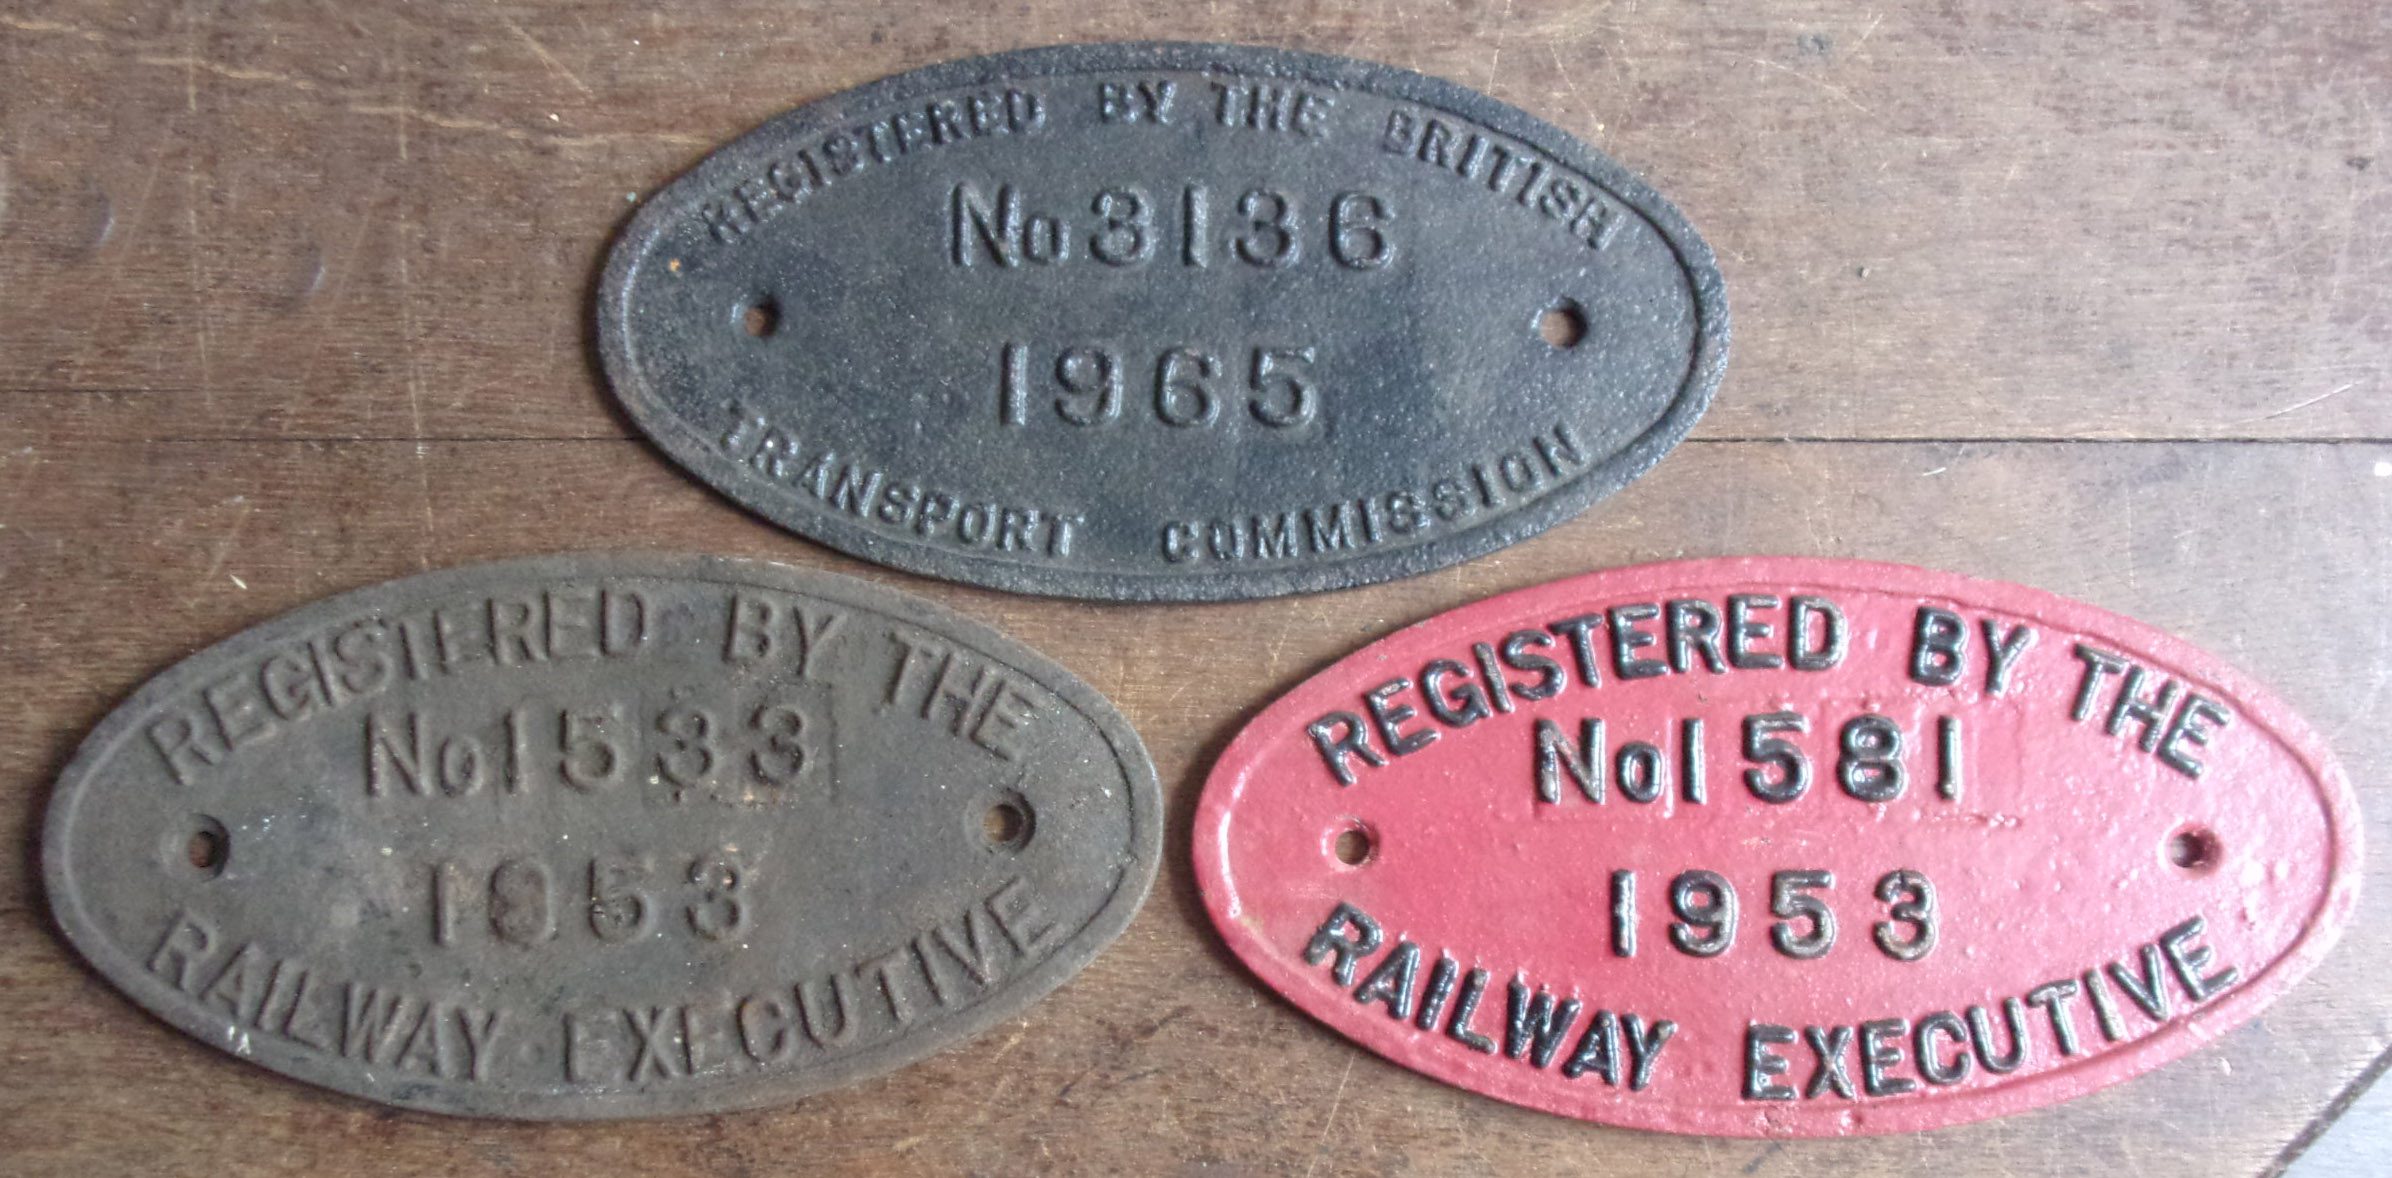 REGISTERED BY THE BRITISH
No 3136
1965
TRANSPORT COMMISSION
REGISTERED BY THE
No 1533
1953
RAILWAY EXECUTIVE
REGISTERED BY THE
No 1581
1953
RAILWAY EXECUTIVE